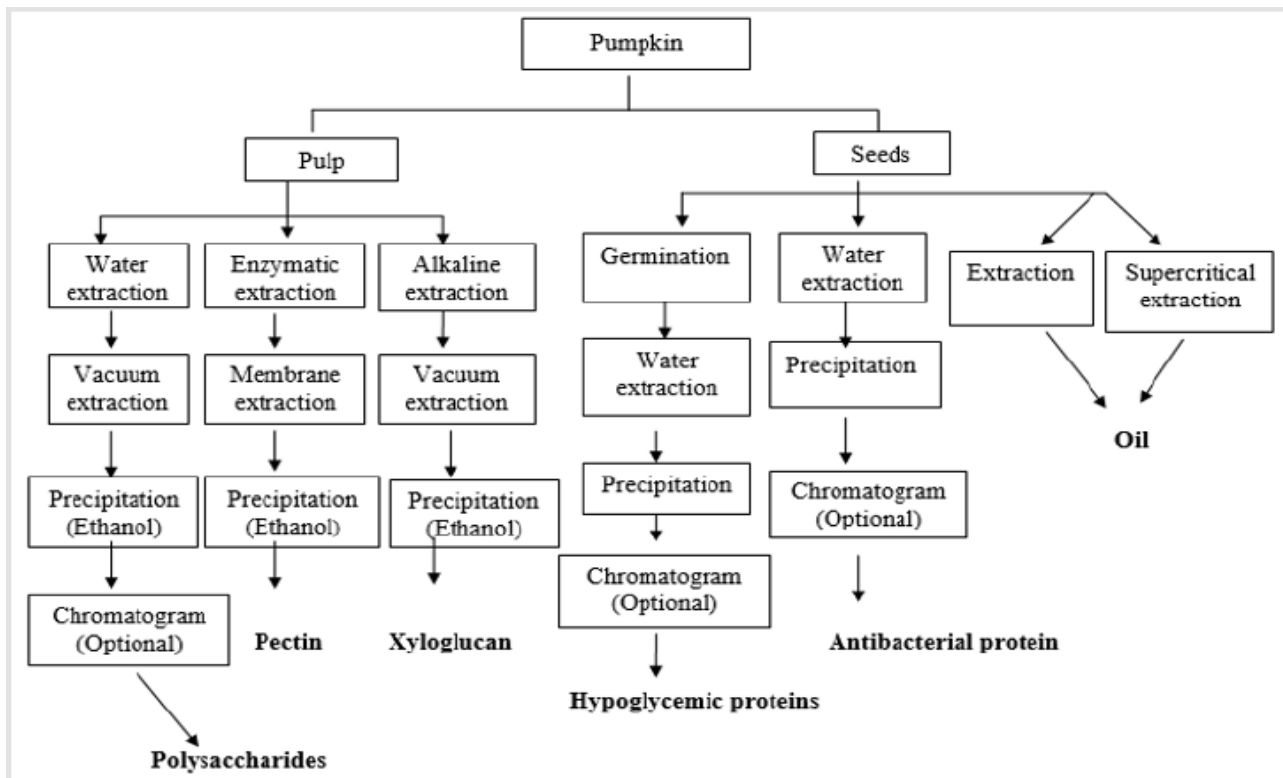 Pumpkin
Pulp
Seeds
Water
extraction
Enzymatic
extraction
Alkaline
extraction
Germination
Water
extraction
Extraction
Supercritical
extraction
Vacuum
extraction
Membrane
extraction
Vacuum
extraction
Water
extraction
Precipitation
Oil
Precipitation
(Ethanol)
Precipitation
(Ethanol)
Precipitation
(Ethanol)
Precipitation
Chromatogram
(Optional)
Chromatogram
(Optional)
Pectin
Xyloglucan
Chromatogram
(Optional)
Antibacterial protein
Hypoglycemic proteins
Polysaccharides